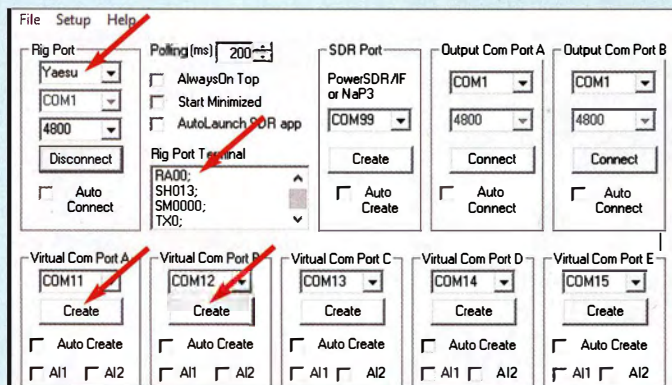 File Setup Help
Rig Port
Yaesu
COM1
4800
Disconnect
Auto Connect
Polling (ms) 200
AlwaysOn Top
Start Minimized
AutoLaunch SDR app
Rig Port Terminal
RA00;
SH013;
SM0000;
TX0;
SDR Port
PowerSDR/IF
or NaP3
COM99
Create
Auto
Create
Output Com Port A
COM1
4800
Connect
Auto
Connect
Output Com Port B
COM1
4800
Connect
Auto
Connect
Virtual Com Port A
COM11
Create
Auto Create
AI1 AI2
Virtual Com Port B
COM12
Create
Auto Create
AI1 AI2
Virtual Com Port C
COM13
Create
Auto Create
AI1 AI2
Virtual Com Port D
COM14
Create
Auto Create
AI1 AI2
Virtual Com Port E
COM15
Create
Auto Create
AI1 AI2